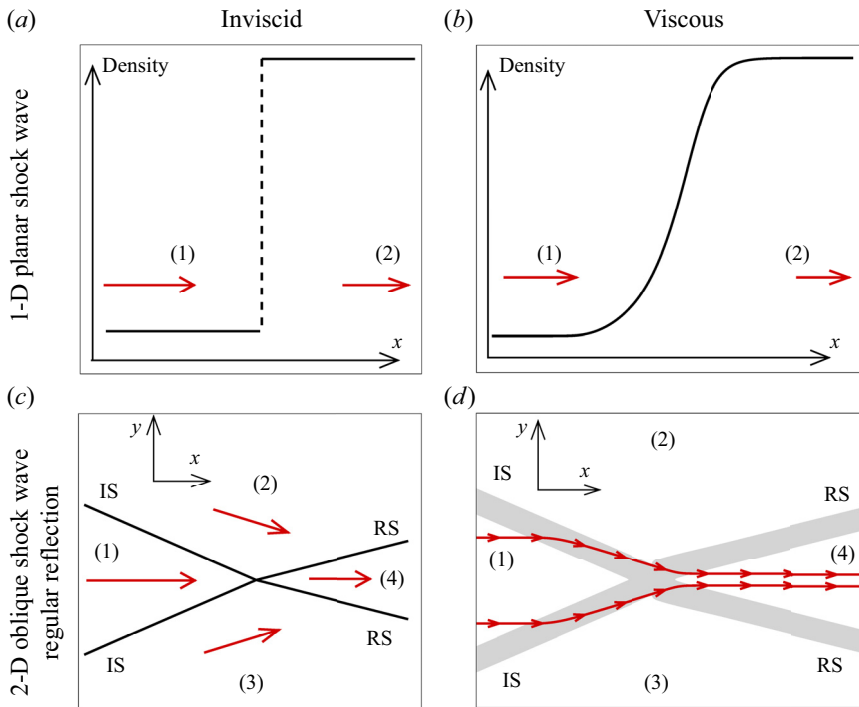 (a)
Inviscid
(b)
Viscous
1-D planar shock wave
Density
(1)
(2)
x
Density
(1)
(2)
x
(c)
(d)
2-D oblique shock wave
regular reflection
y
x
IS
(2)
RS
(1)
(4)
IS
RS
(3)
y
x
(2)
IS
RS
(1)
(4)
IS
RS
(3)